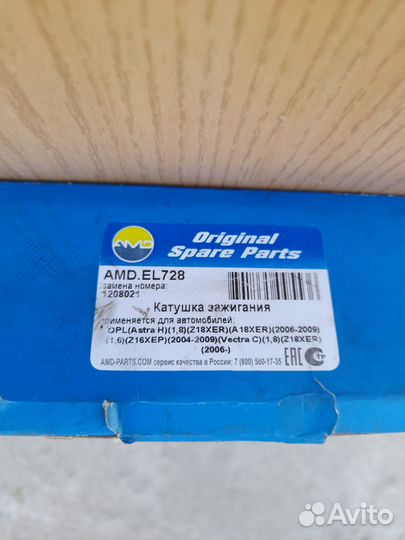 AMD
Original
Spare Parts
AMD.EL728
замена номера:
1208021
Катушка зажигания
применяется для автомобилей:
OPL(Astra H)(1,8)(Z18XER)(A18XER)(2006-2009)
(1,6)(Z16XEP)(2004-2009)(Vectra C)(1,8)(Z18XER)
(2006-)
AMD-PARTS.COM сервис качества в России: 7 (800) 500-17-35
EAC
Avito